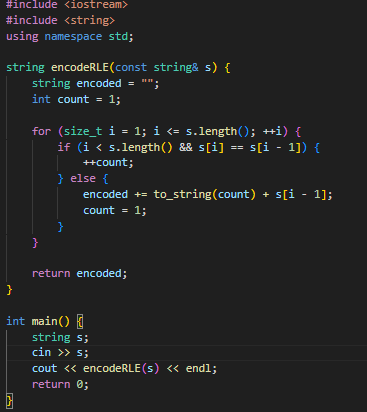 #include <iostream>
#include <string>
using namespace std;

string encodeRLE(const string& s) {
    string encoded = "";
    int count = 1;

    for (size_t i = 1; i <= s.length(); ++i) {
        if (i < s.length() && s[i] == s[i - 1]) {
            ++count;
        } else {
            encoded += to_string(count) + s[i - 1];
            count = 1;
        }
    }

    return encoded;
}

int main() {
    string s;
    cin >> s;
    cout << encodeRLE(s) << endl;
    return 0;
}